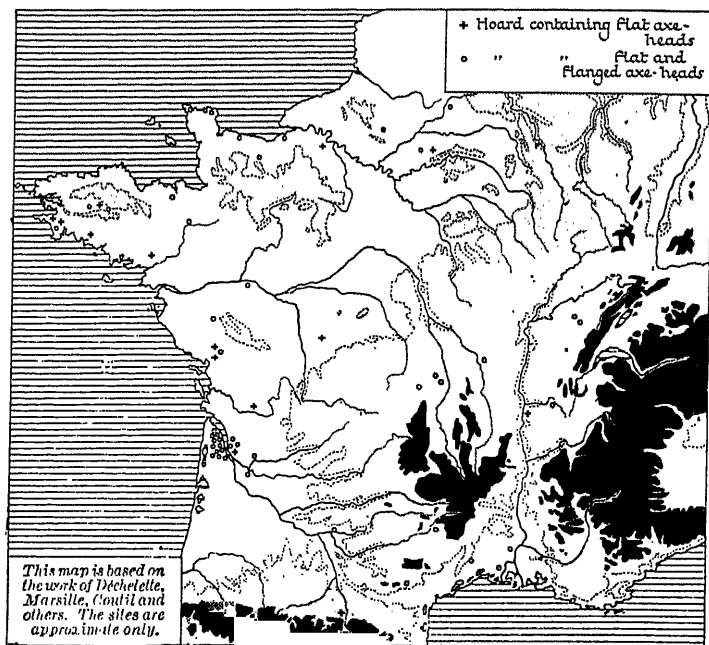 + Hoard containing flat axe-
heads
o " " flat and
flanged axe-heads
This map is based on
the work of Déchelette,
Marsille, Coutil and
others. The sites are
approximate only.